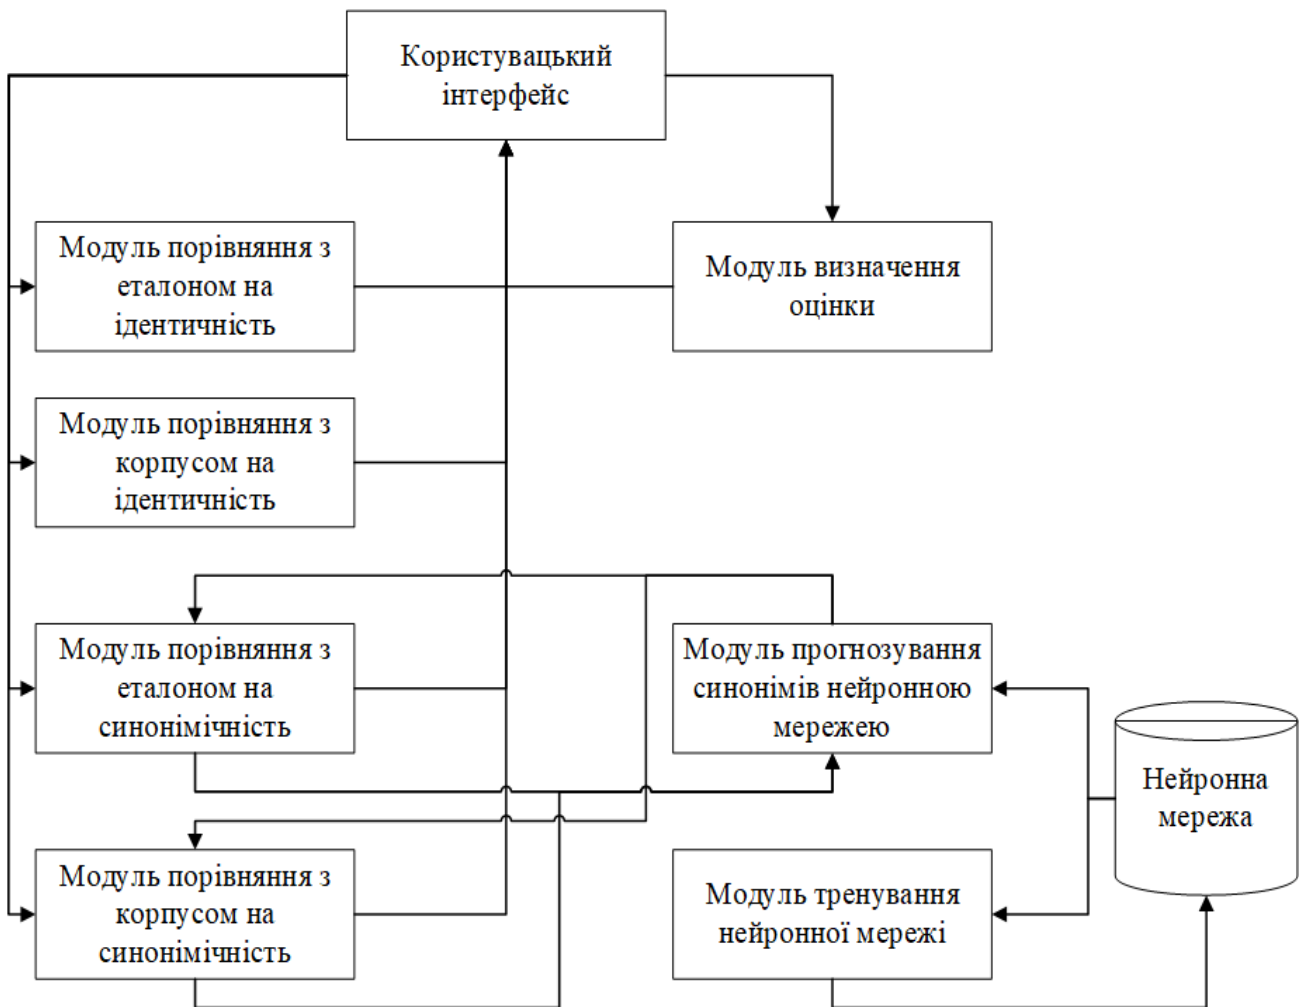 Користувацький
інтерфейс
Модуль порівняння з
еталоном на
ідентичність
Модуль визначення
оцінки
Модуль порівняння з
корпусом на
ідентичність
Модуль порівняння з
еталоном на
синонімічність
Модуль прогнозування
синонімів нейронною
мережею
Нейронна
мережа
Модуль порівняння з
корпусом на
синонімічність
Модуль тренування
нейронної мережі